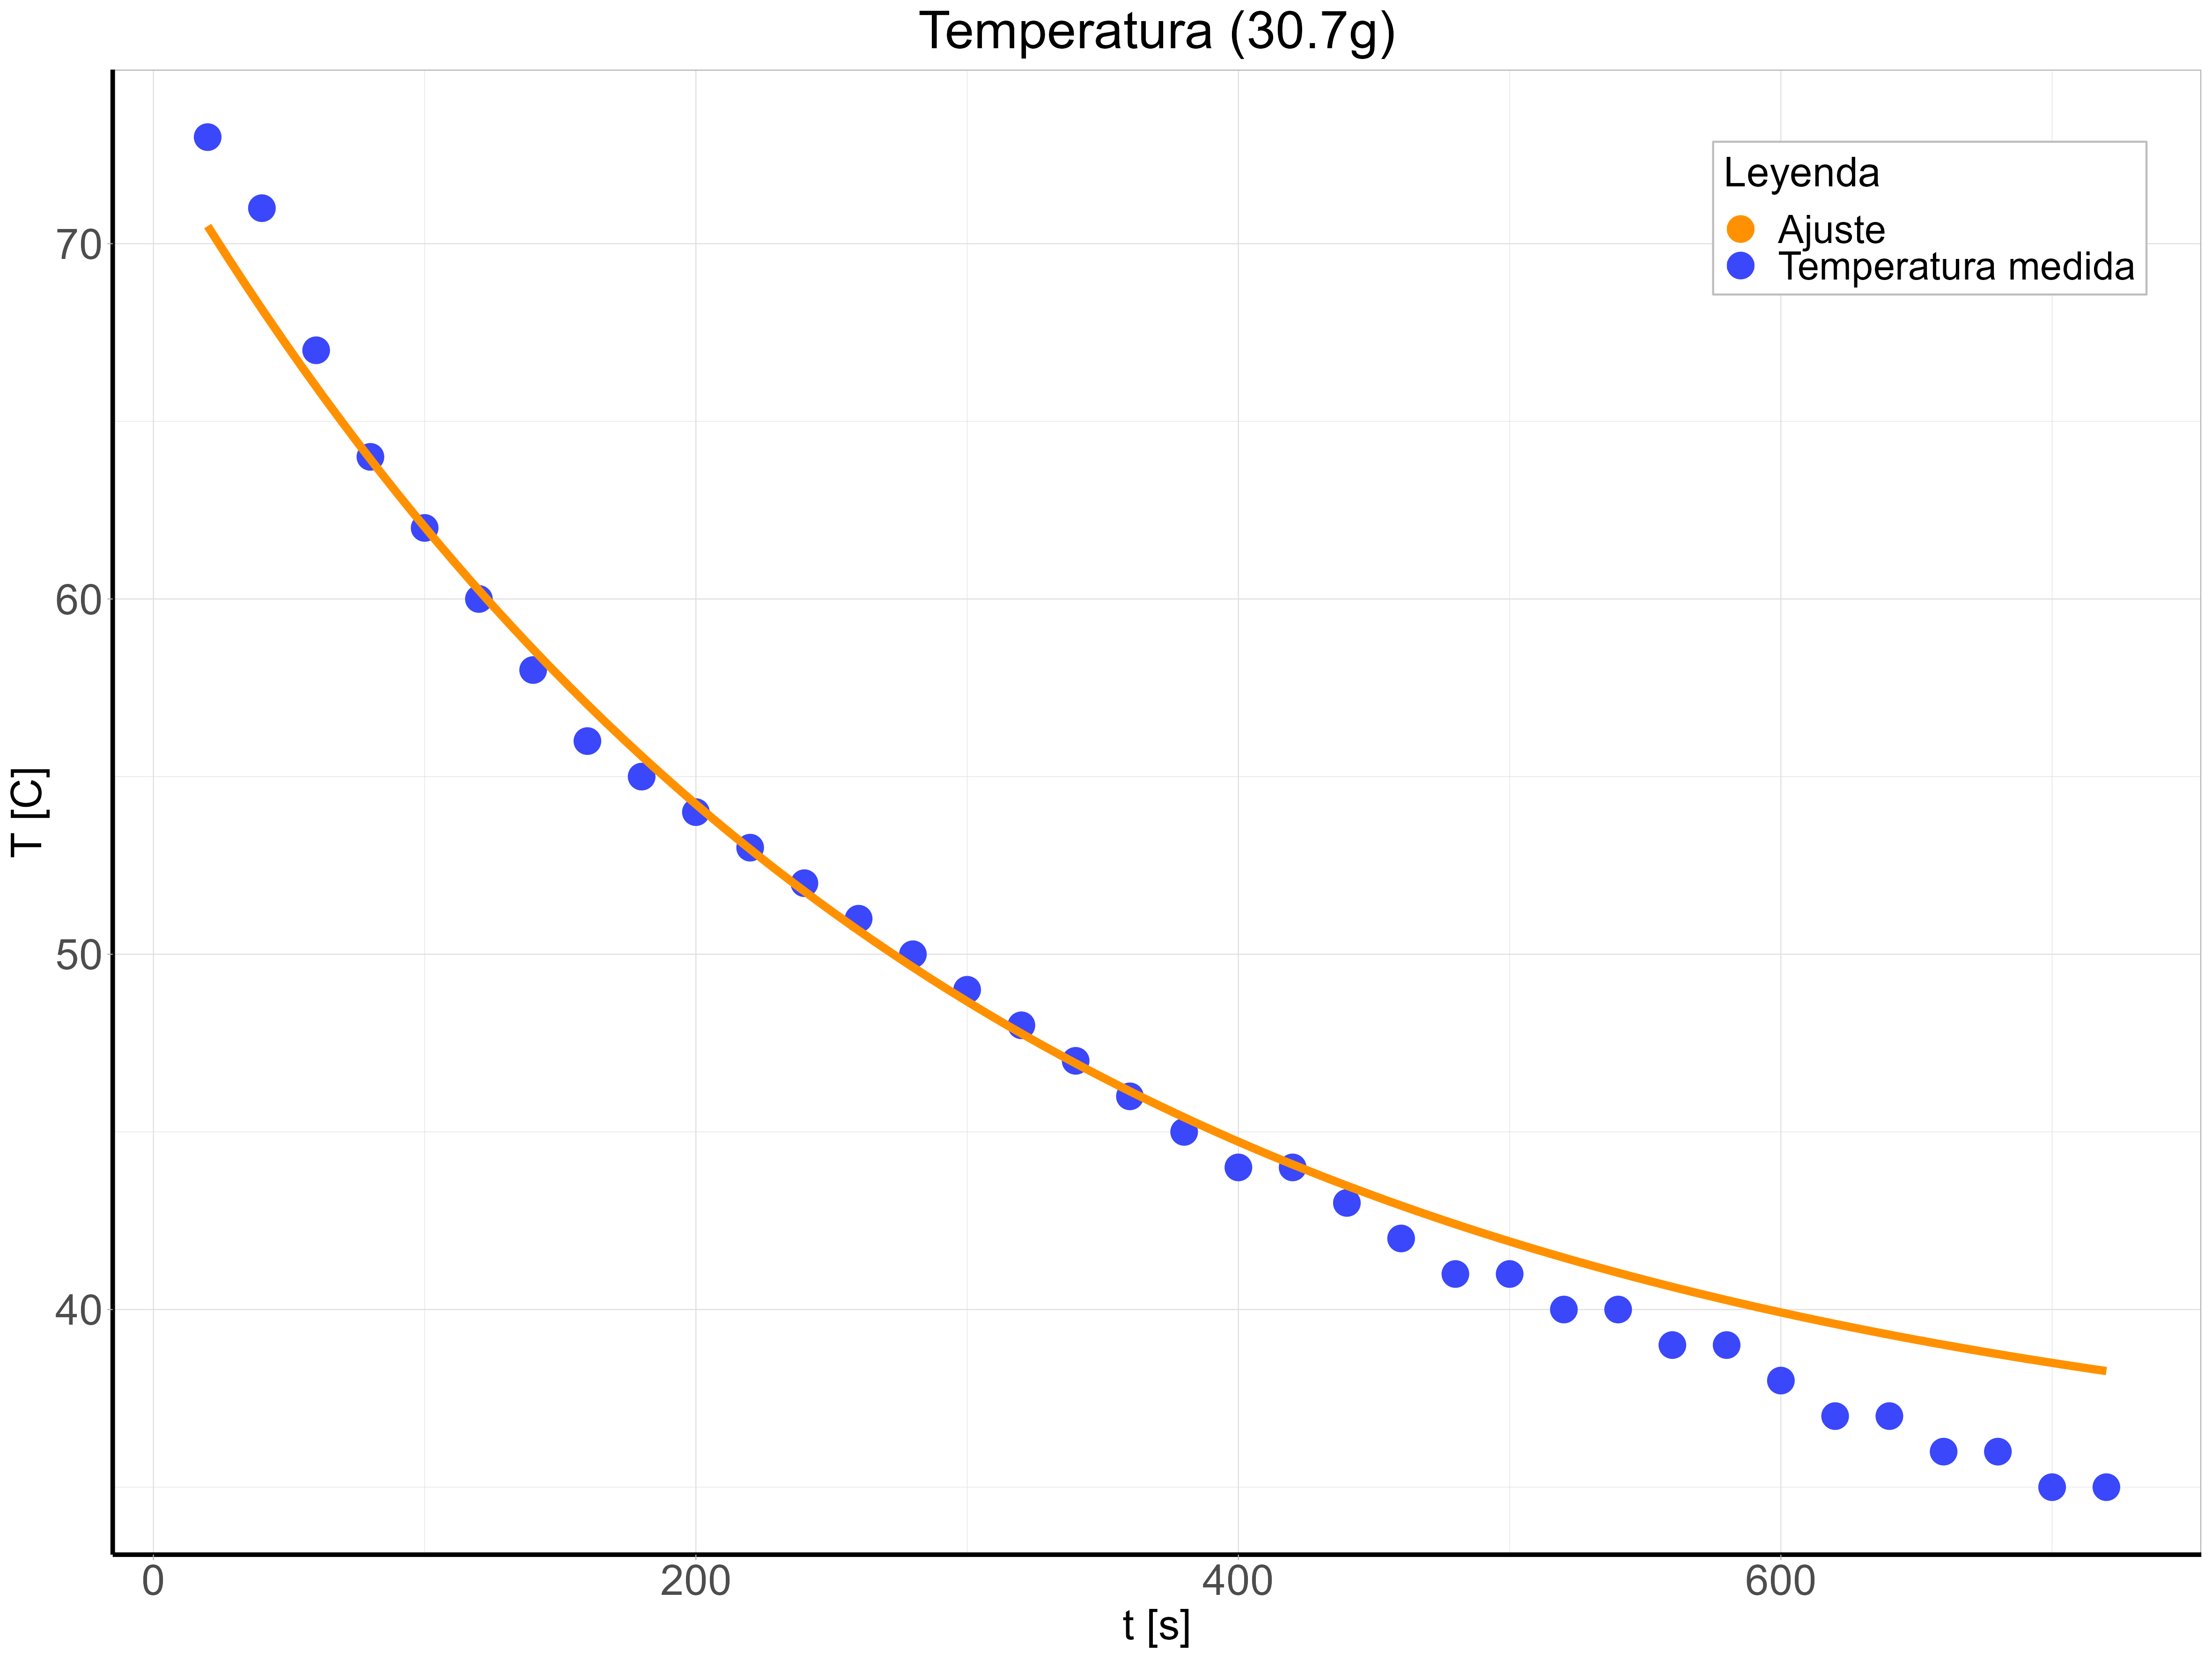 Temperatura (30.7g)
Leyenda
Ajuste
Temperatura medida
70
60
50
40
T [C]
0 200 400 600
t [s]